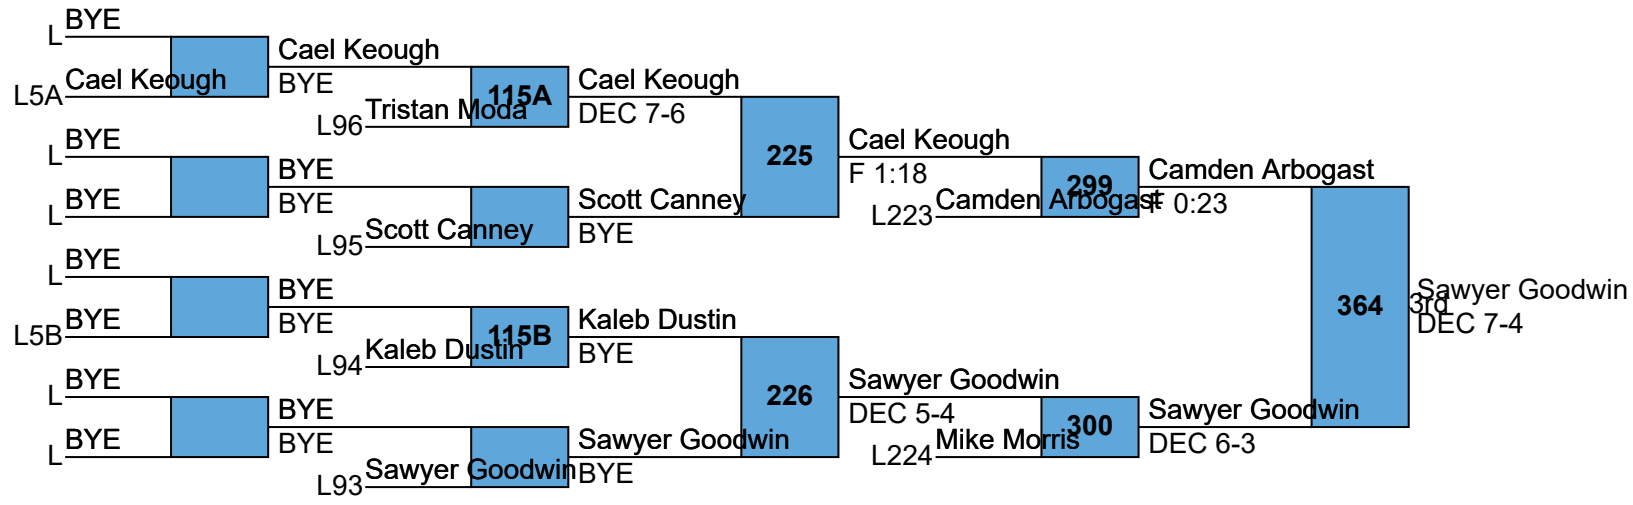 BYE
L
L5A Cael Keough
Cael Keough
BYE
L96 Tristan Moda
115A
Cael Keough
DEC 7-6
L BYE
L BYE
BYE
BYE
L95 Scott Canney
Scott Canney
BYE
225
Cael Keough
F 1:18
L223 Camden Arbogast
299
Camden Arbogast
F 0:23
L BYE
L5B BYE
BYE
BYE
L94 Kaleb Dustin
115B
Kaleb Dustin
BYE
L BYE
L BYE
BYE
BYE
L93 Sawyer Goodwin
Sawyer Goodwin
BYE
226
Sawyer Goodwin
DEC 5-4
L224 Mike Morris
300
Sawyer Goodwin
DEC 6-3
364
3rd
Sawyer Goodwin
DEC 7-4